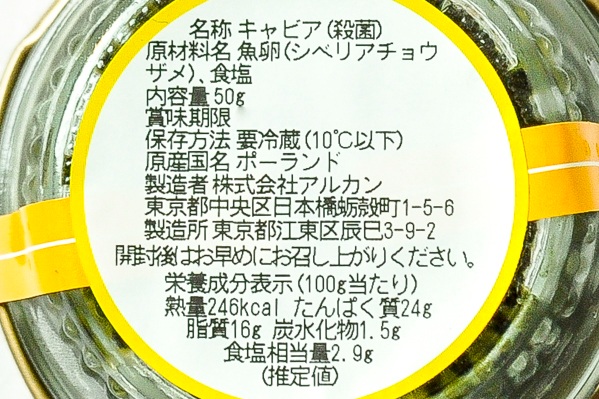 名称 キャビア(殺菌)
原材料名 魚卵(シベリアチョウ
ザメ)、食塩
内容量 50g
賞味期限
保存方法 要冷蔵(10℃以下)
原産国名 ポーランド
製造者 株式会社アルカン
東京都中央区日本橋蛎殻町1-5-6
製造所 東京都江東区辰巳3-9-2
開封後はお早めにお召し上がりください。
栄養成分表示(100g当たり)
熱量246kcal たんぱく質24g
脂質16g 炭水化物1.5g
食塩相当量2.9g
(推定値)